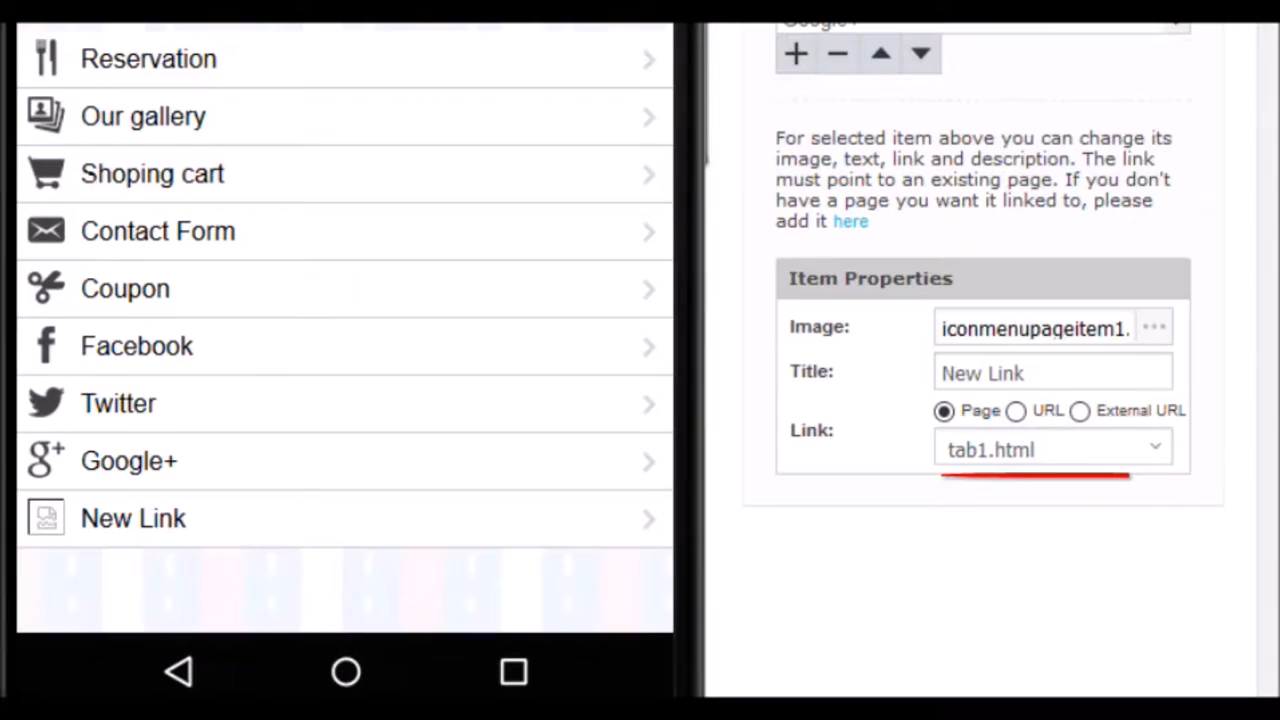 Reservation
Our gallery
Shoping cart
Contact Form
Coupon
Facebook
Twitter
Google+
New Link
Google+
For selected item above you can change its
image, text, link and description. The link
must point to an existing page. If you don't
have a page you want it linked to, please
add it here
Item Properties
Image: iconmenupageitem1.
Title: New Link
Page URL External URL
Link:
tab1.html